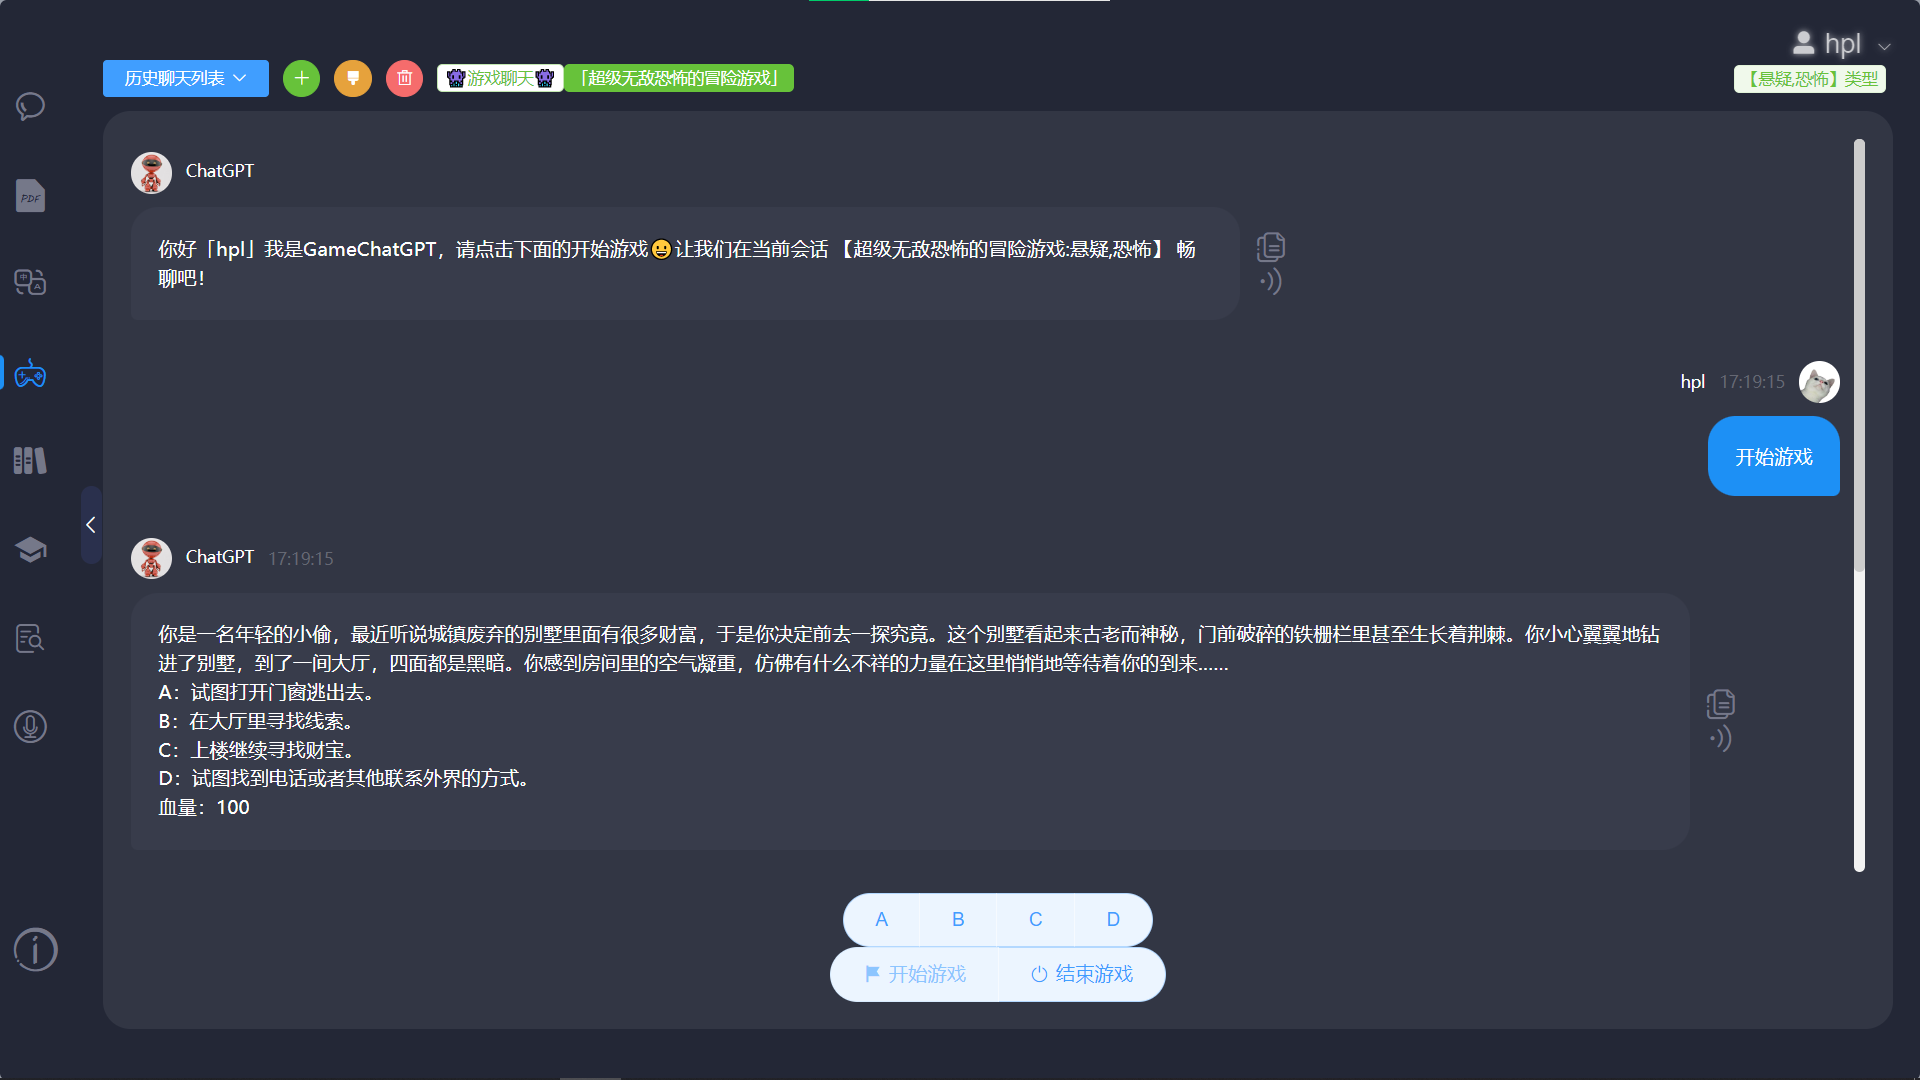 hpl
历史聊天列表
游戏聊天
「超级无敌恐怖的冒险游戏」
【悬疑,恐怖】类型
PDF
中
A
ChatGPT
你好「hpl」我是GameChatGPT，请点击下面的开始游戏😀让我们在当前会话 【超级无敌恐怖的冒险游戏:悬疑,恐怖】 畅
聊吧！
hpl 17:19:15
开始游戏
ChatGPT 17:19:15
你是一名年轻的小偷，最近听说城镇废弃的别墅里面有很多财富，于是你决定前去一探究竟。这个别墅看起来古老而神秘，门前破碎的铁栅栏里甚至生长着荆棘。你小心翼翼地钻
进了别墅，到了一间大厅，四面都是黑暗。你感到房间里的空气凝重，仿佛有什么不祥的力量在这里悄悄地等待着你的到来……
A：试图打开门窗逃出去。
B：在大厅里寻找线索。
C：上楼继续寻找财宝。
D：试图找到电话或者其他联系外界的方式。
血量：100
A B C D
开始游戏 结束游戏